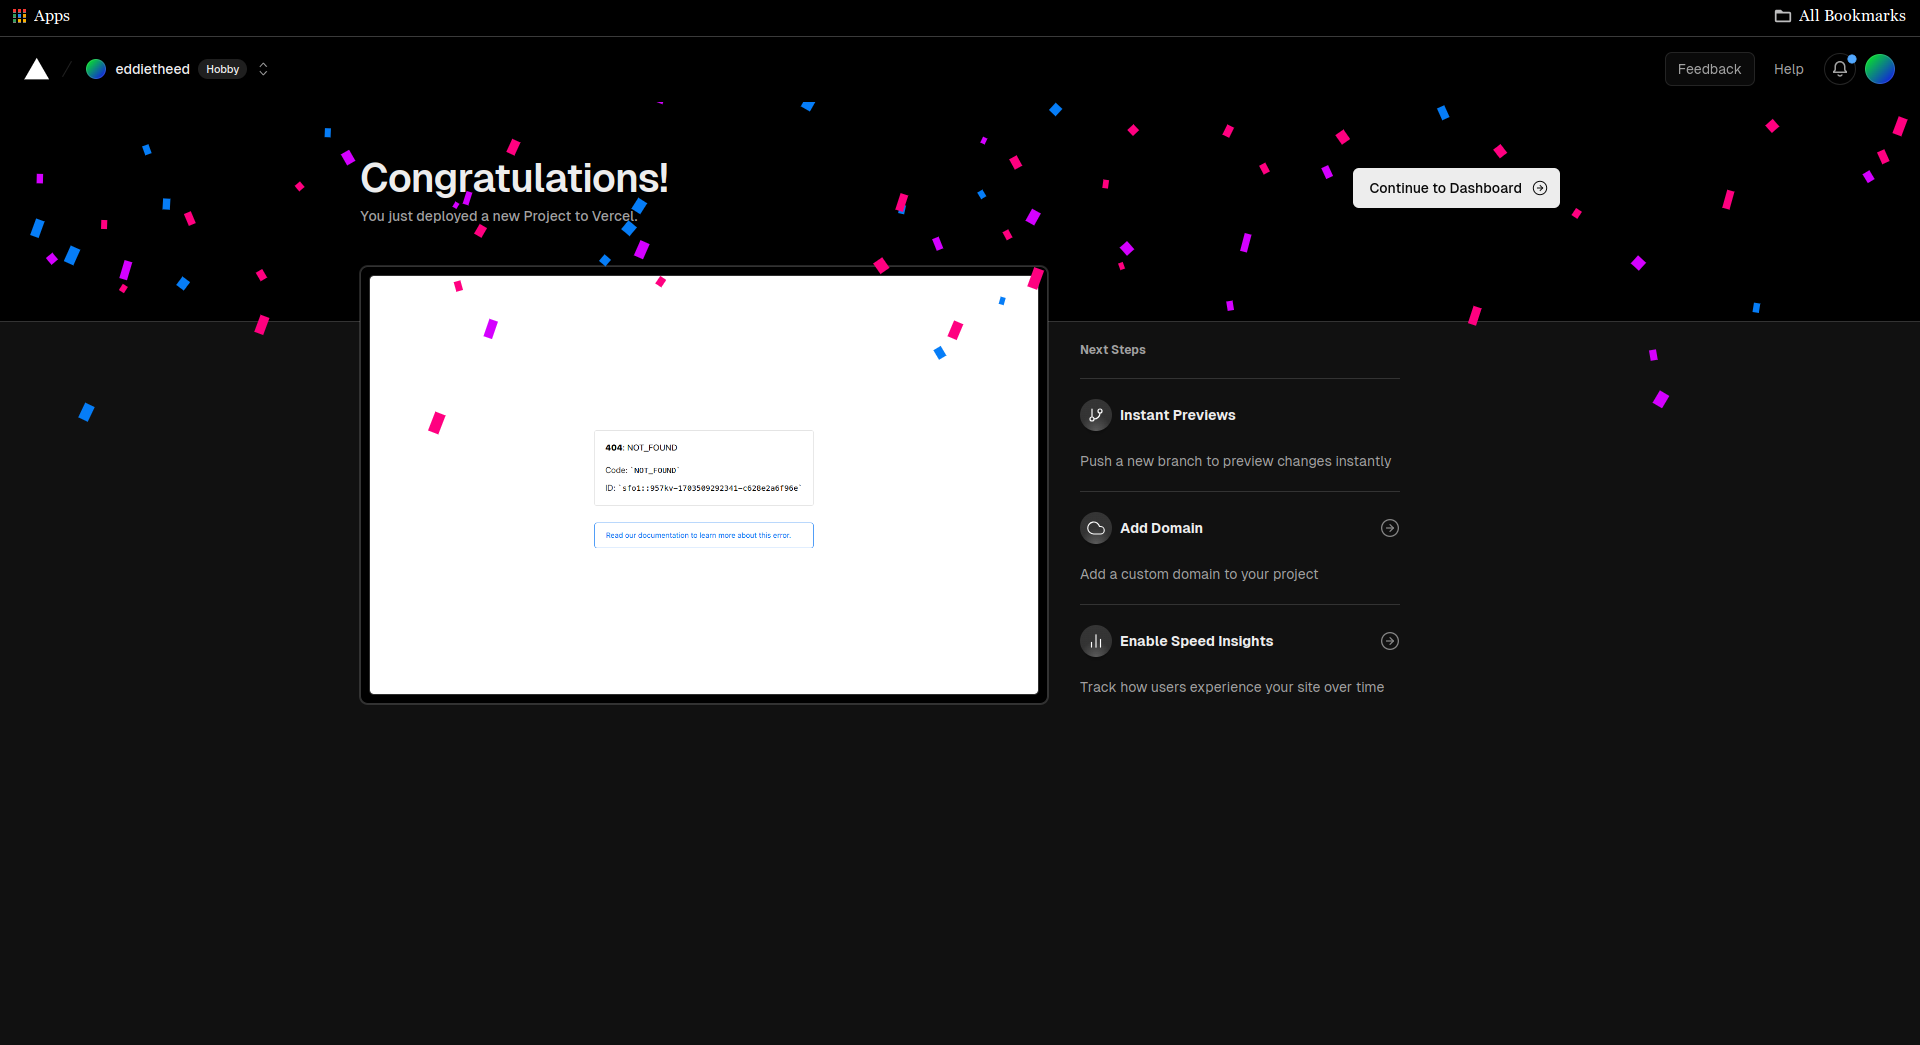 Apps
All Bookmarks
eddietheed Hobby
Feedback
Help
Congratulations!
You just deployed a new Project to Vercel.
Continue to Dashboard
404: NOT_FOUND
Code: `NOT_FOUND`
ID: `sfo1::957kv-1703509292341-c628e2a6f96e`
Read our documentation to learn more about this error.
Next Steps
Instant Previews
Push a new branch to preview changes instantly
Add Domain
Add a custom domain to your project
Enable Speed Insights
Track how users experience your site over time